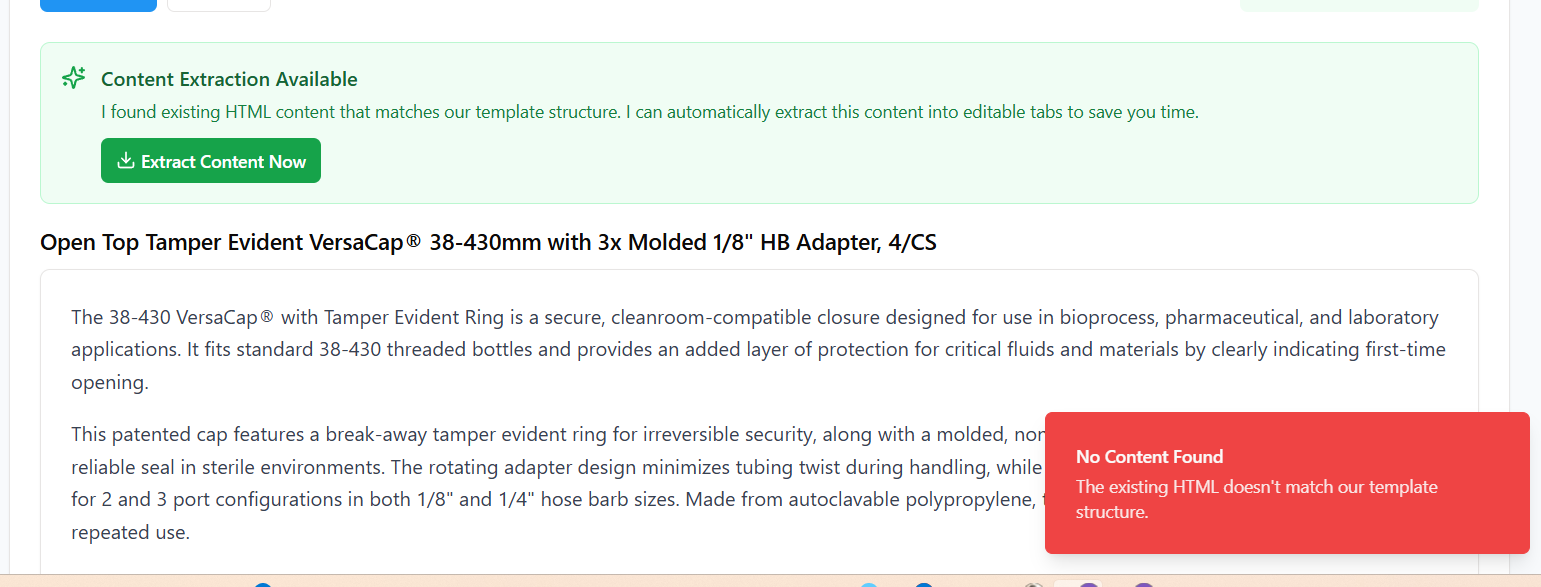 Content Extraction Available
I found existing HTML content that matches our template structure. I can automatically extract this content into editable tabs to save you time.
Extract Content Now
Open Top Tamper Evident VersaCap® 38-430mm with 3x Molded 1/8" HB Adapter, 4/CS
The 38-430 VersaCap® with Tamper Evident Ring is a secure, cleanroom-compatible closure designed for use in bioprocess, pharmaceutical, and laboratory
applications. It fits standard 38-430 threaded bottles and provides an added layer of protection for critical fluids and materials by clearly indicating first-time
opening.
This patented cap features a break-away tamper evident ring for irreversible security, along with a molded,
reliable seal in sterile environments. The rotating adapter design minimizes tubing twist during handling, while
for 2 and 3 port configurations in both 1/8" and 1/4" hose barb sizes. Made from autoclavable polypropylene,
repeated use.
No Content Found
The existing HTML doesn't match our template
structure.